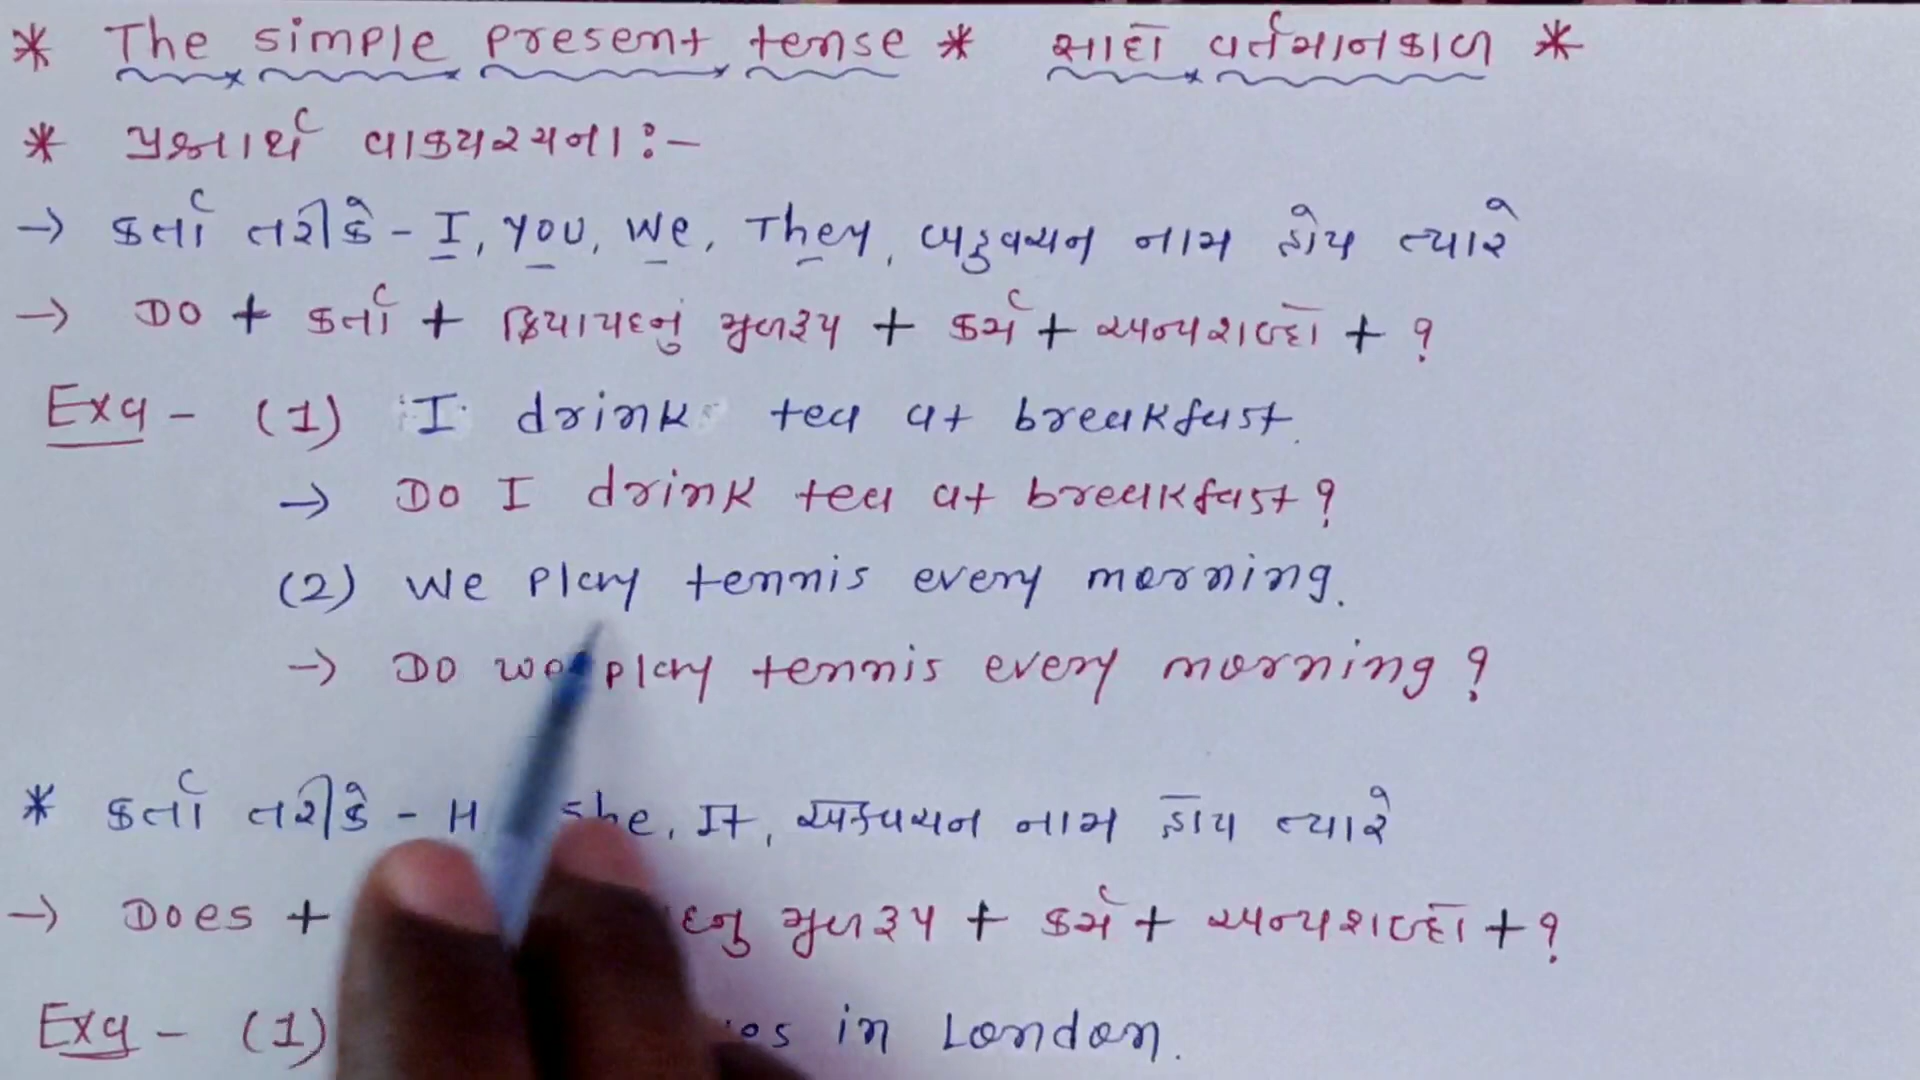 * The simple present tense * સાદો વર્તમાનકાળ *
* પ્રશ્નાર્થ વાક્યરચના :-
→ કર્તા તરીકે - I, you, we, They, બહુવચન નામ હોય ત્યારે
→ DO + કર્તા + ક્રિયાપદનું મુળરૂપ + કર્મ + અન્યશબ્દો + ?
Exa - (1) I drink tea at breakfast.
→ DO I drink tea at breakfast ?
(2) We Play tennis every morning.
→ DO we play tennis every morning ?
* કર્તા તરીકે - H she, It, એકવચન નામ હોય ત્યારે
→ Does + દનુ મુળરૂપ + કર્મ + અન્યશબ્દો + ?
Exa - (1) in London.